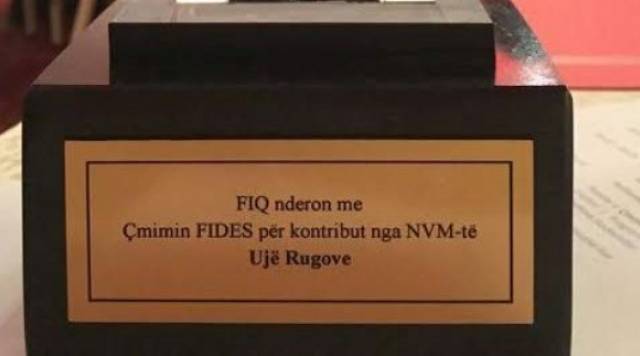 FIQ nderon me
Çmimin FIDES për kontribut nga NVM-të
Ujë Rugove